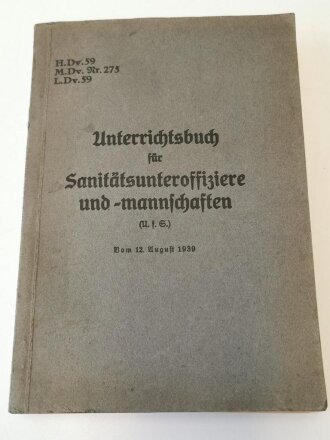 H.Dv. 59
M.Dv. Nr. 275
L.Dv. 59
Unterrichtsbuch
für
Sanitätsunteroffiziere
und -mannschaften
(U. f. S.)
Vom 12. August 1939